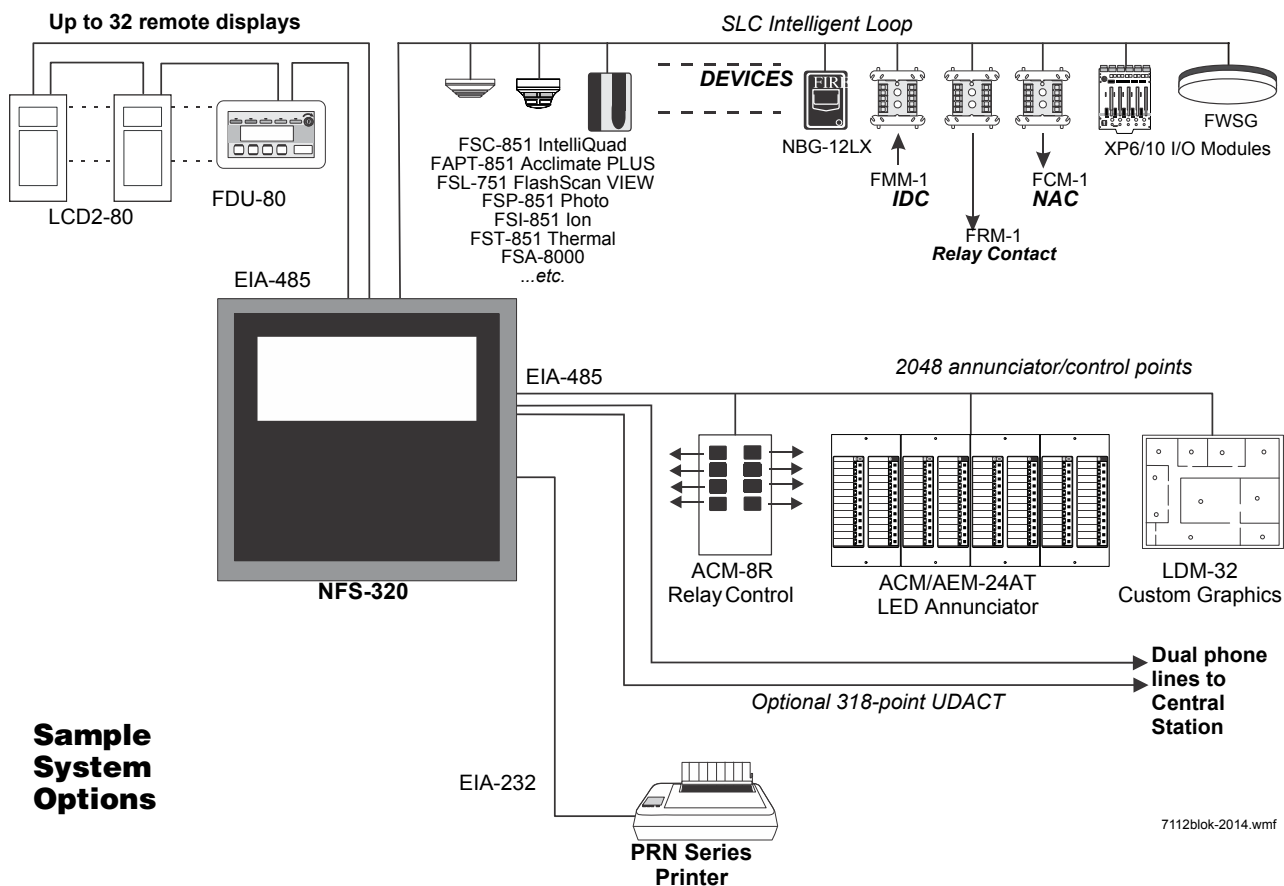 Up to 32 remote displays
SLC Intelligent Loop
DEVICES
FIRE
FSC-851 IntelliQuad
FAPT-851 Acclimate PLUS
FSL-751 FlashScan VIEW
FSP-851 Photo
FSI-851 Ion
FST-851 Thermal
FSA-8000
...etc.
NBG-12LX
FMM-1
IDC
FRM-1
Relay Contact
FCM-1
NAC
XP6/10 I/O Modules
FWSG
LCD2-80
FDU-80
EIA-485
NFS-320
EIA-485
2048 annunciator/control points
ACM-8R
Relay Control
ACM/AEM-24AT
LED Annunciator
LDM-32
Custom Graphics
Dual phone
lines to
Central
Station
Optional 318-point UDACT
Sample
System
Options
EIA-232
PRN Series
Printer
7112blok-2014.wmf